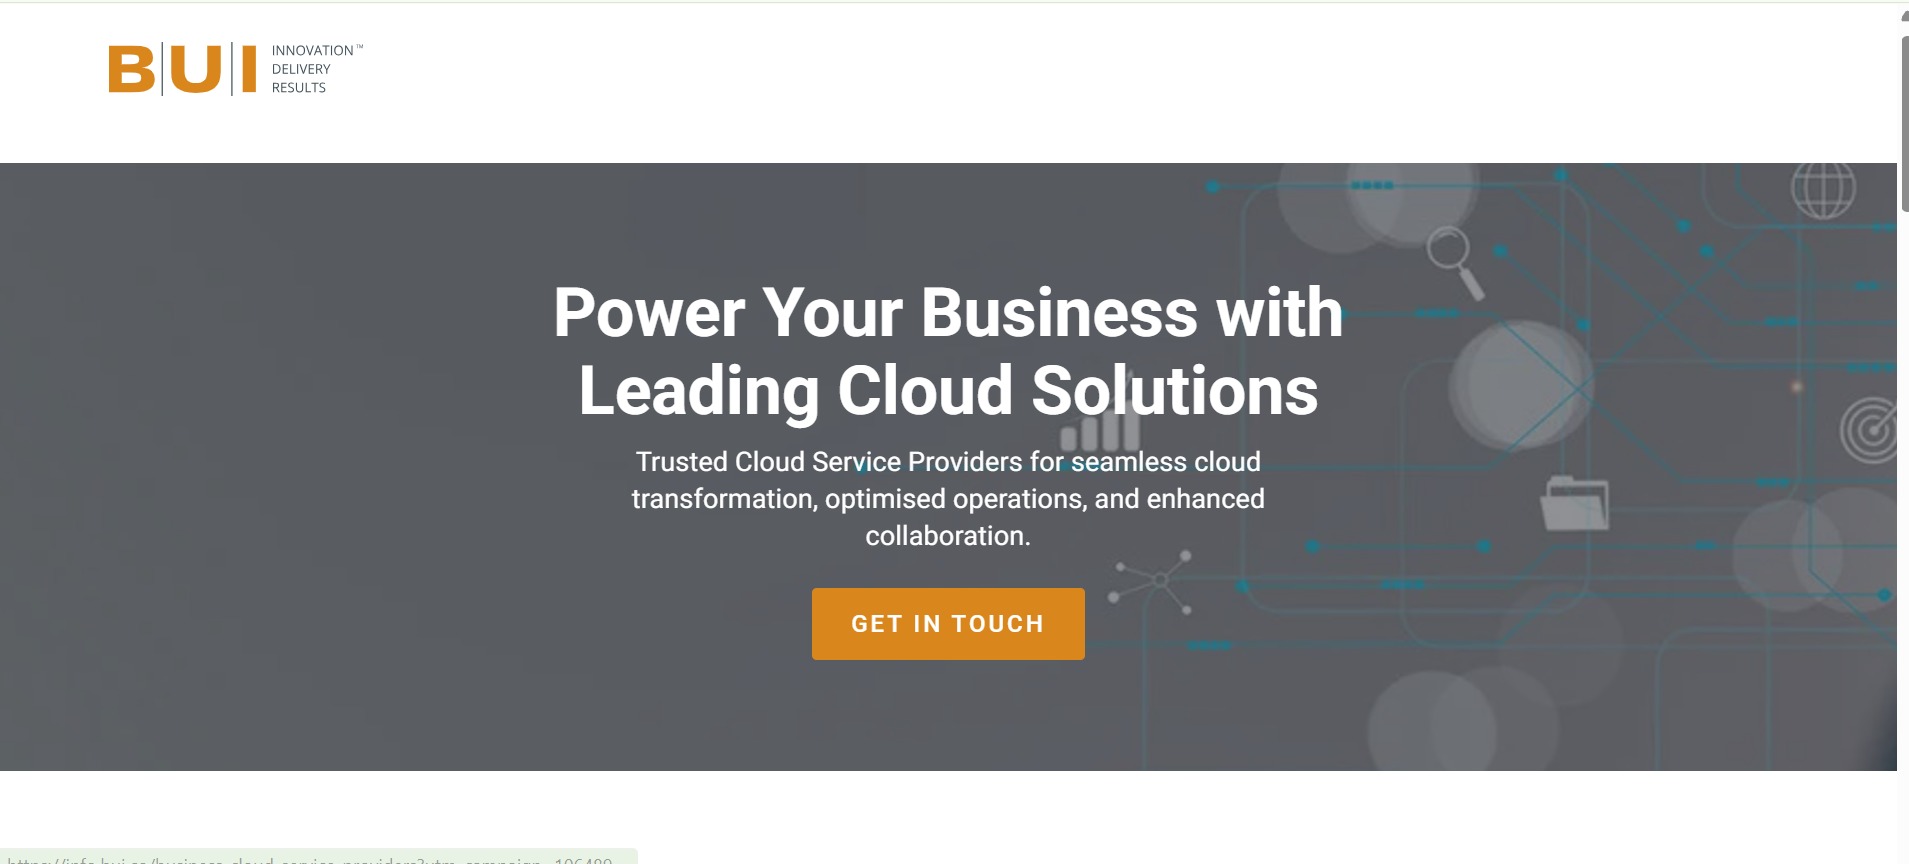 B|U|I
INNOVATION™
DELIVERY
RESULTS
Power Your Business with
Leading Cloud Solutions
Trusted Cloud Service Providers for seamless cloud
transformation, optimised operations, and enhanced
collaboration.
GET IN TOUCH